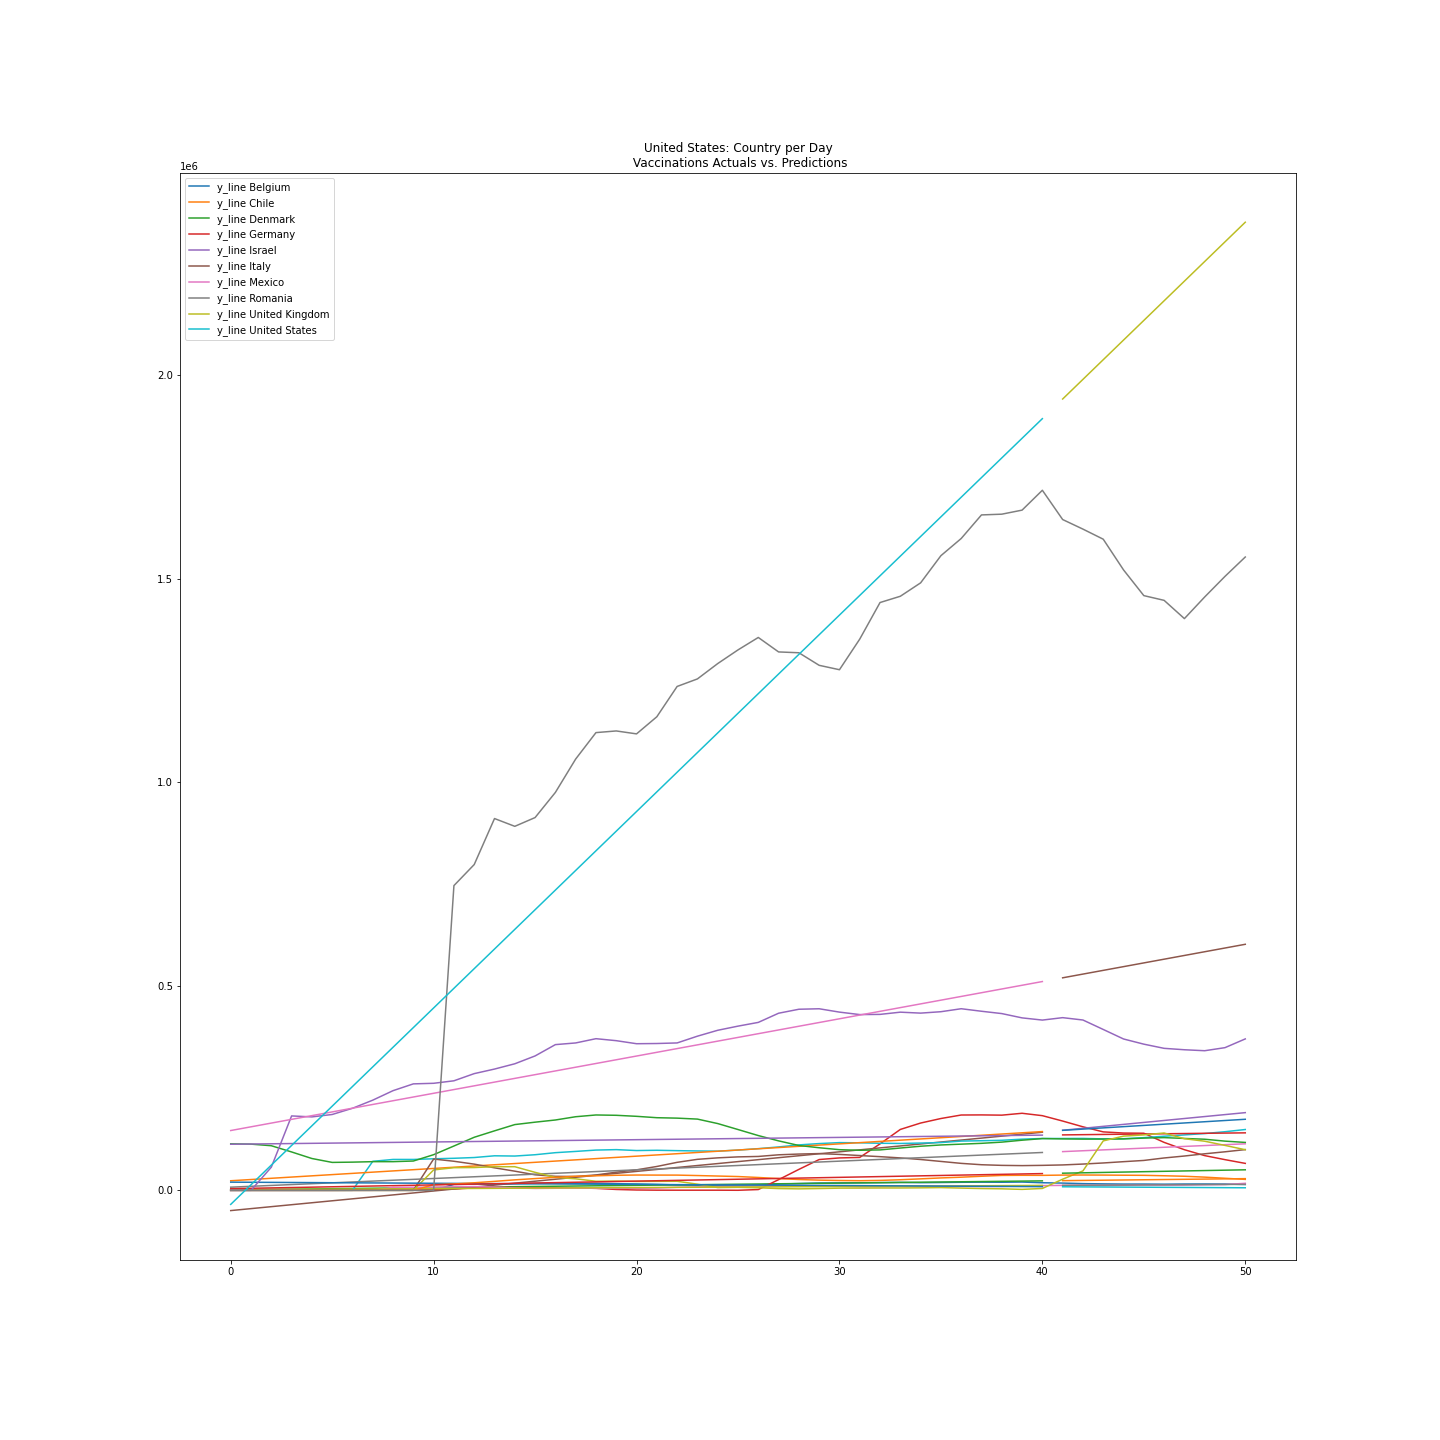 United States: Country per Day
Vaccinations Actuals vs. Predictions
1e6
y_line Belgium
y_line Chile
y_line Denmark
y_line Germany
y_line Israel
y_line Italy
y_line Mexico
y_line Romania
y_line United Kingdom
y_line United States
2.0
1.5
1.0
0.5
0.0
0 10 20 30 40 50